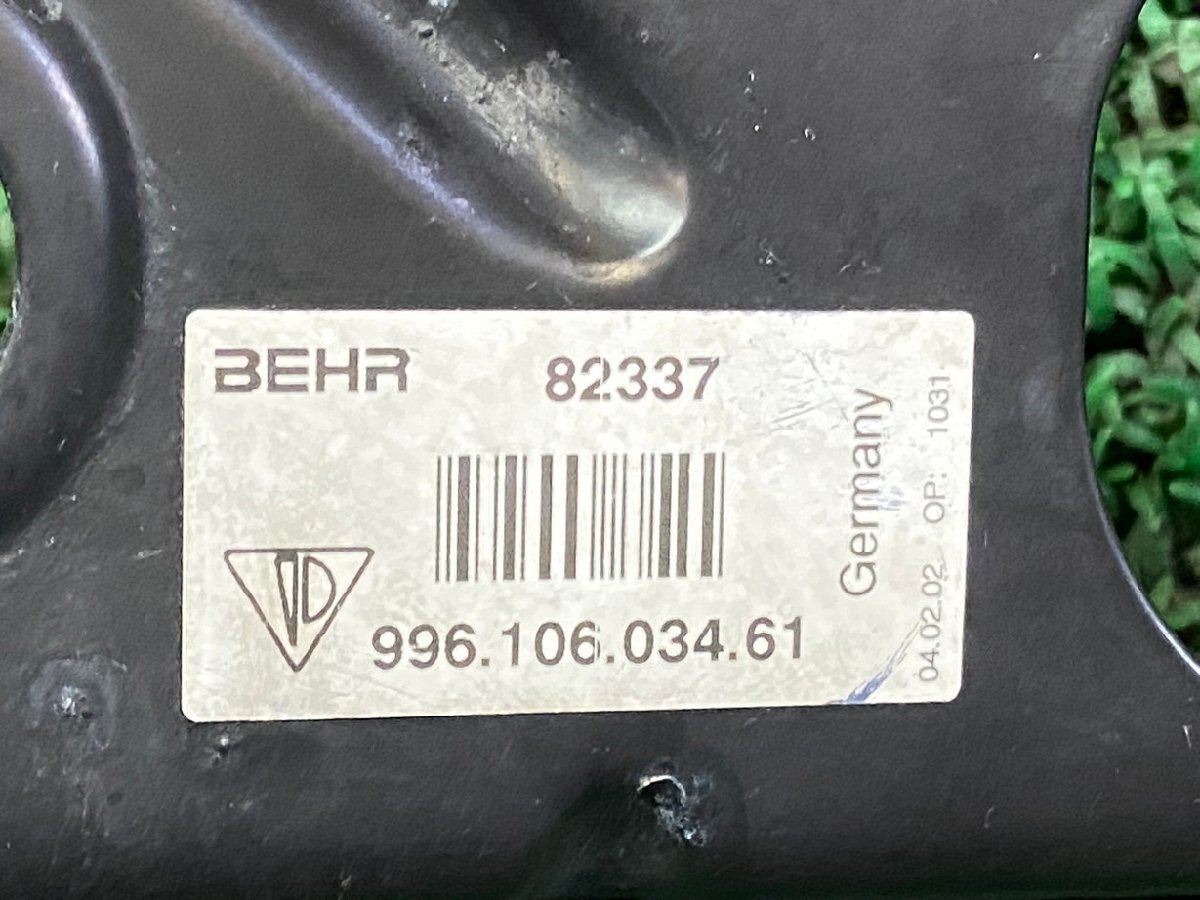 BEHR 82337
996.106.034.61
Germany
04.02.02 OP: 1031